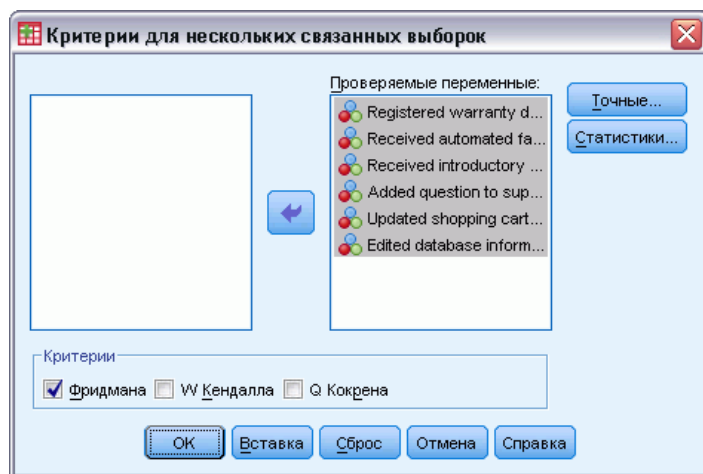 Критерии для нескольких связанных выборок
Проверяемые переменные:
Registered warranty d...
Received automated fa...
Received introductory ...
Added question to sup...
Updated shopping cart...
Edited database inform...
Точные...
Статистики...
Критерии
Фридмана W Кендалла Q Кокрена
OK Вставка Сброс Отмена Справка